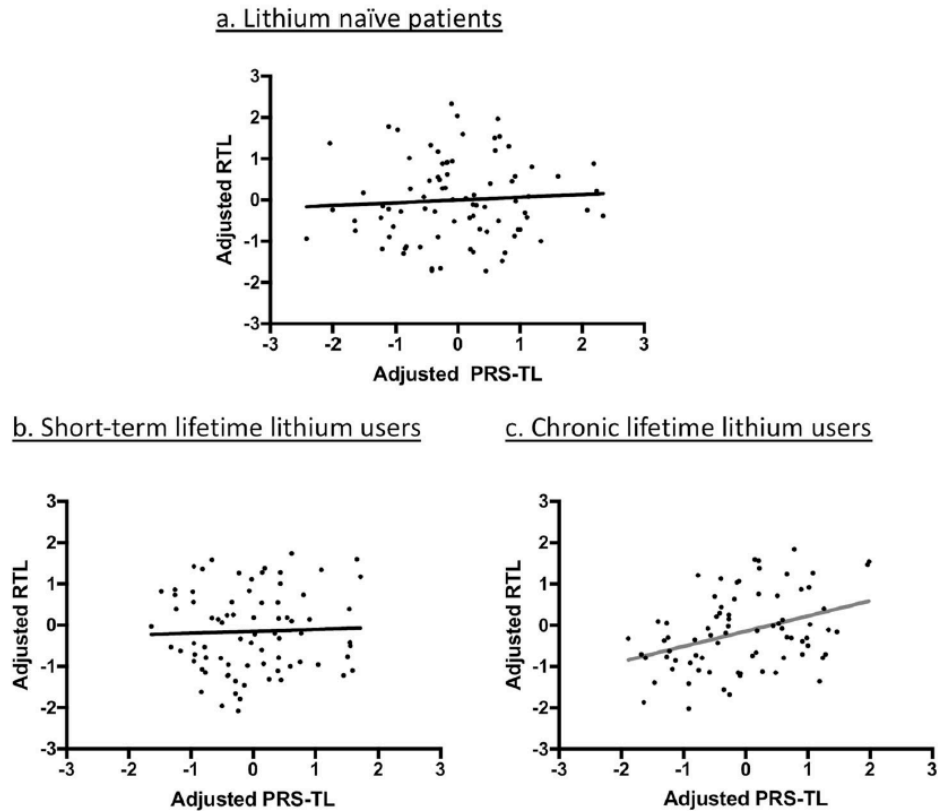 a. Lithium naïve patients
3
2
1
0
-1
-2
-3
Adjusted RTL
-3 -2 -1 0 1 2 3
Adjusted PRS-TL
b. Short-term lifetime lithium users
3
2
1
0
-1
-2
-3
Adjusted RTL
-3 -2 -1 0 1 2 3
Adjusted PRS-TL
c. Chronic lifetime lithium users
3
2
1
0
-1
-2
-3
Adjusted RTL
-3 -2 -1 0 1 2 3
Adjusted PRS-TL